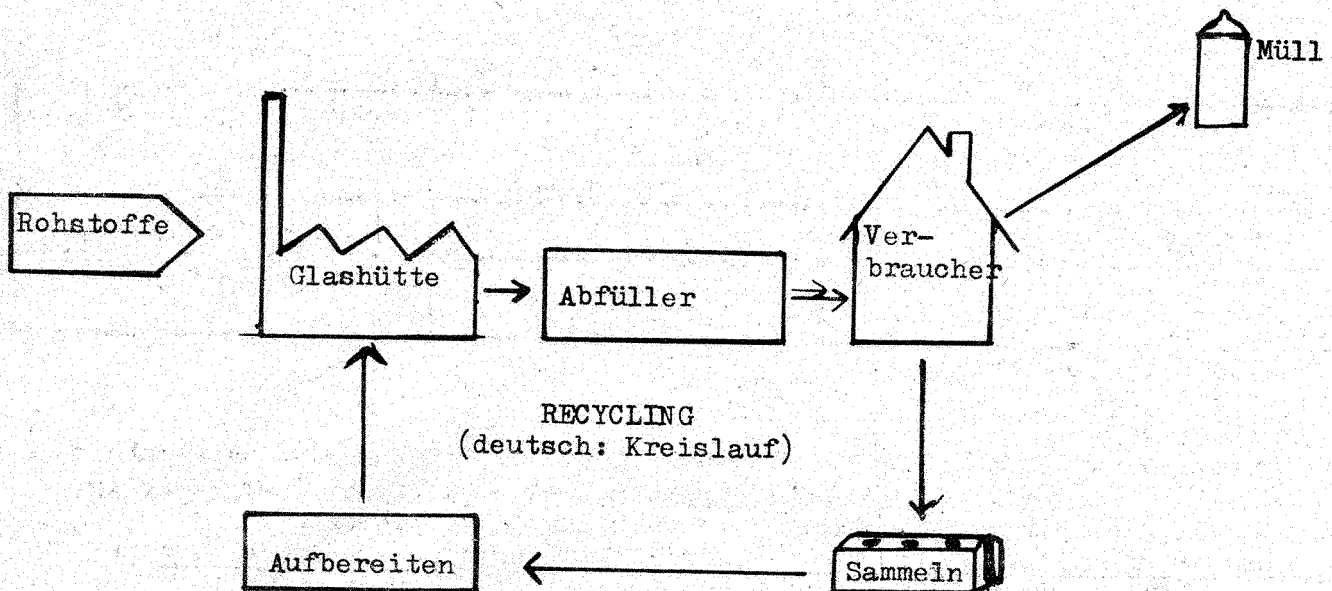 Müll
Rohstoffe
Glashütte
Abfüller
Ver-
braucher
RECYCLING
(deutsch: Kreislauf)
Aufbereiten
Sammeln